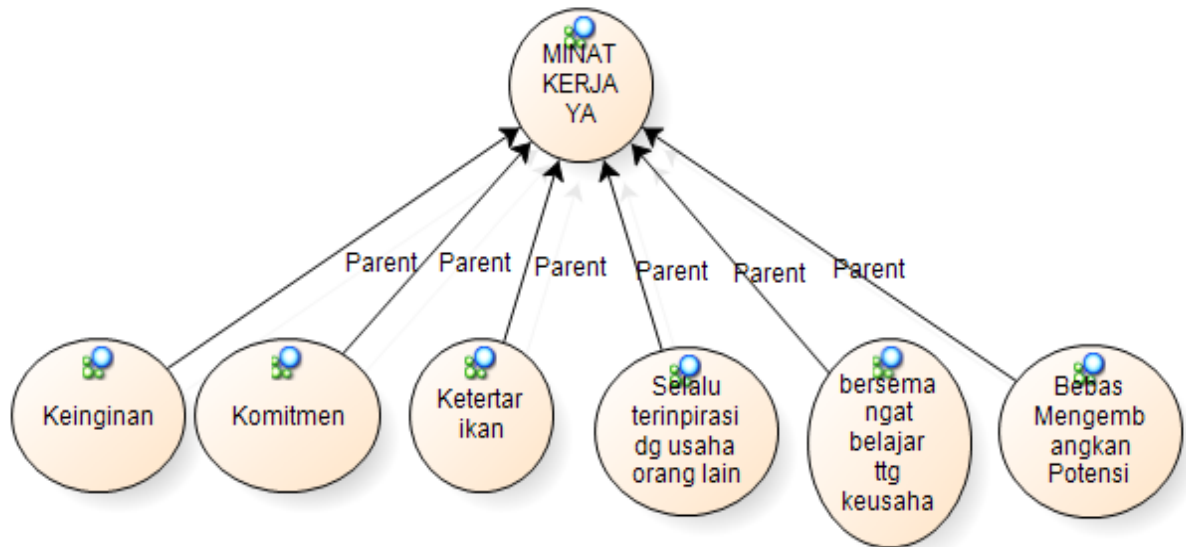 MINAT
KERJA
YA
Parent
Parent
Parent
Parent
Parent
Parent
Keinginan
Komitmen
Ketertar
ikan
Selalu
terinpirasi
dg usaha
orang lain
bersema
ngat
belajar
ttg
keusaha
Bebas
Mengemb
angkan
Potensi